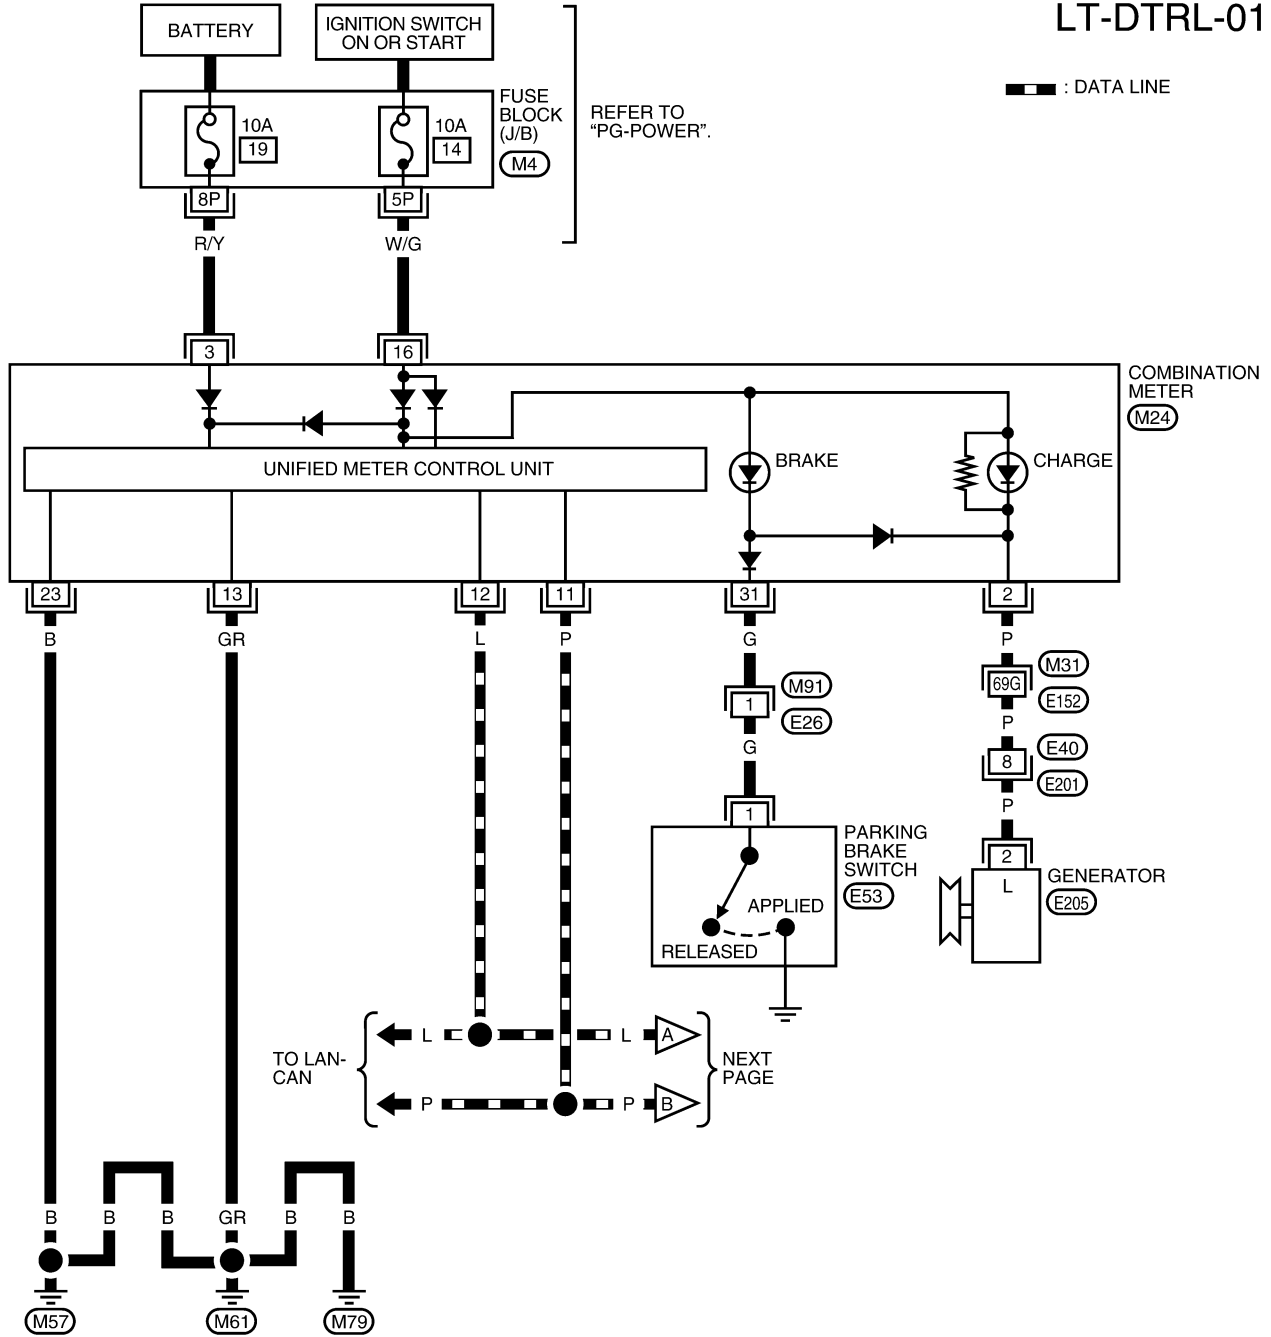 LT-DTRL-01
BATTERY
IGNITION SWITCH
ON OR START
: DATA LINE
FUSE
BLOCK
(J/B)
M4
REFER TO
“PG-POWER”.
10A
19
10A
14
8P
5P
R/Y
W/G
3
16
COMBINATION
METER
M24
UNIFIED METER CONTROL UNIT
BRAKE
CHARGE
23
13
12
11
31
2
B
GR
L
P
G
P
M91
1
E26
G
M31
69G
E152
P
E40
8
E201
P
1
PARKING
BRAKE
SWITCH
E53
APPLIED
RELEASED
2
L
GENERATOR
E205
TO LAN-
CAN
L
L
A
P
P
B
NEXT
PAGE
B
B
B
GR
B
B
M57
M61
M79